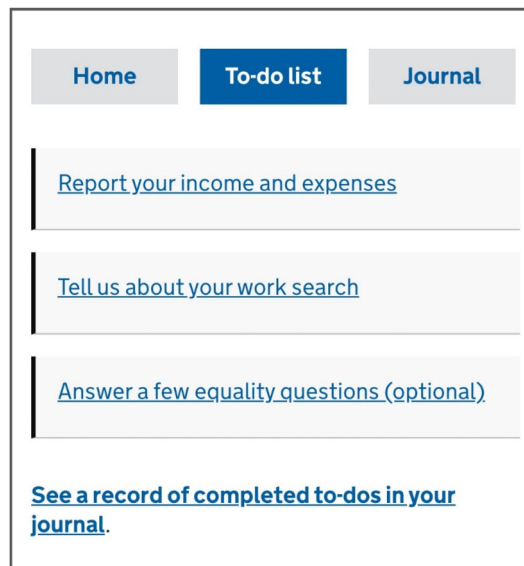 Home To-do list Journal
Report your income and expenses
Tell us about your work search
Answer a few equality questions (optional)
See a record of completed to-dos in your
journal.